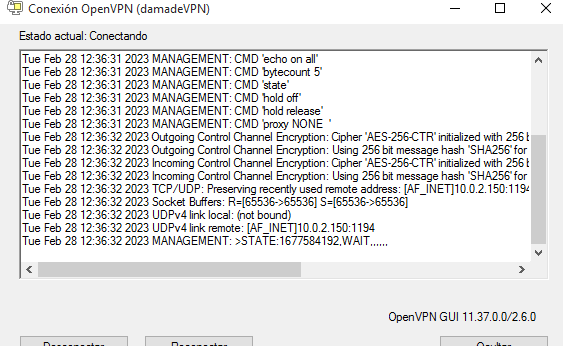 Conexión OpenVPN (damadeVPN)
Estado actual: Conectando
Tue Feb 28 12:36:31 2023 MANAGEMENT: CMD 'echo on all'
Tue Feb 28 12:36:31 2023 MANAGEMENT: CMD 'bytecount 5'
Tue Feb 28 12:36:31 2023 MANAGEMENT: CMD 'state'
Tue Feb 28 12:36:31 2023 MANAGEMENT: CMD 'hold off'
Tue Feb 28 12:36:31 2023 MANAGEMENT: CMD 'hold release'
Tue Feb 28 12:36:31 2023 MANAGEMENT: CMD 'proxy NONE  '
Tue Feb 28 12:36:32 2023 Outgoing Control Channel Encryption: Cipher 'AES-256-CTR' initialized with 256 b
Tue Feb 28 12:36:32 2023 Outgoing Control Channel Encryption: Using 256 bit message hash 'SHA256' for
Tue Feb 28 12:36:32 2023 Incoming Control Channel Encryption: Cipher 'AES-256-CTR' initialized with 256 b
Tue Feb 28 12:36:32 2023 Incoming Control Channel Encryption: Using 256 bit message hash 'SHA256' for
Tue Feb 28 12:36:32 2023 TCP/UDP: Preserving recently used remote address: [AF_INET]10.0.2.150:1194
Tue Feb 28 12:36:32 2023 Socket Buffers: R=[65536->65536] S=[65536->65536]
Tue Feb 28 12:36:32 2023 UDPv4 link local: (not bound)
Tue Feb 28 12:36:32 2023 UDPv4 link remote: [AF_INET]10.0.2.150:1194
Tue Feb 28 12:36:32 2023 MANAGEMENT: >STATE:1677584192,WAIT,,,,,,
OpenVPN GUI 11.37.0.0/2.6.0
Desconectar
Reconectar
Ocultar